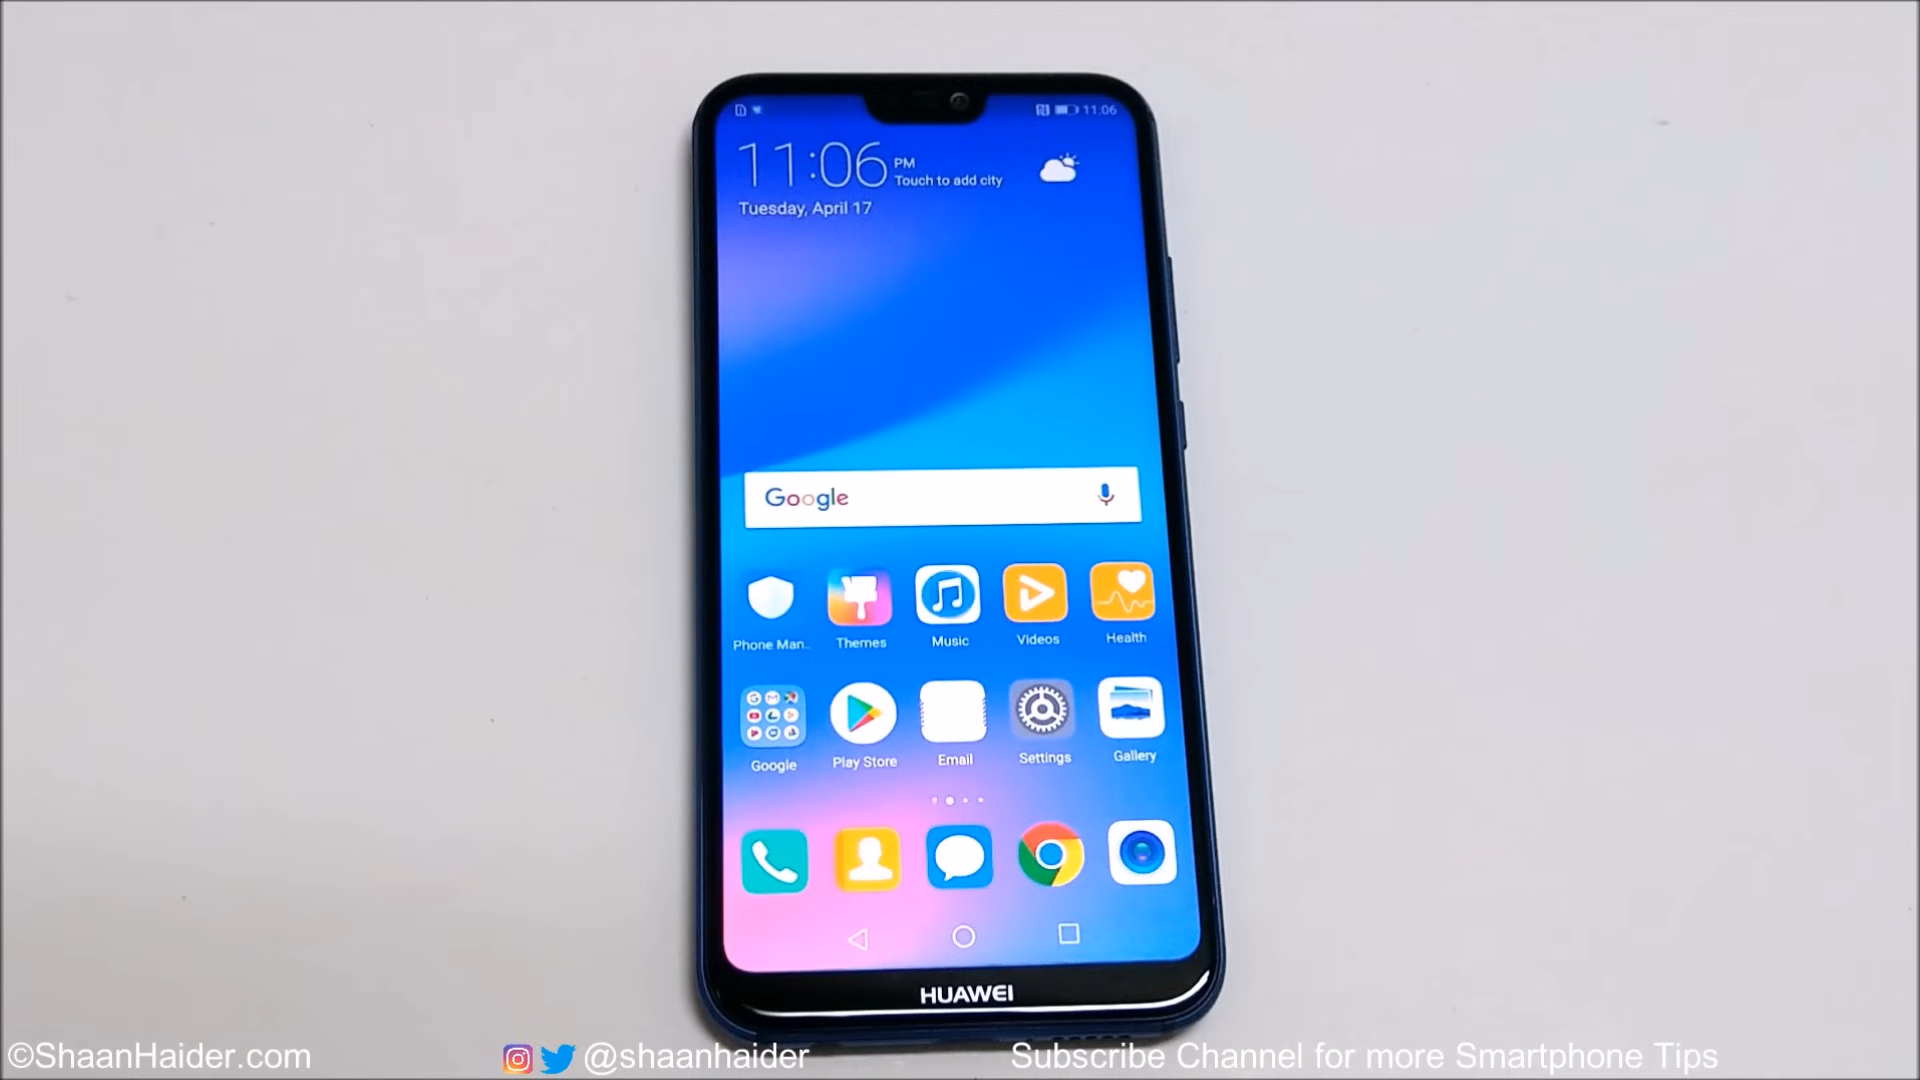 11:06
11:06 PM
Touch to add city
Tuesday, April 17
Google
Phone Man..
Themes
Music
Videos
Health
Google
Play Store
Email
Settings
Gallery
HUAWEI
©ShaanHaider.com
@shaanhaider
Subscribe Channel for more Smartphone Tips